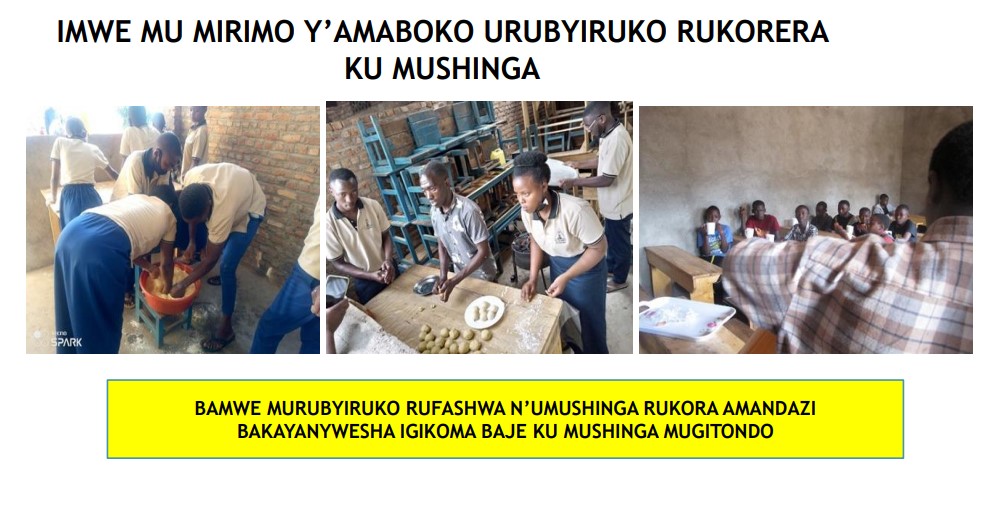 IMWE MU MIRIMO Y’AMABOKO URUBYIRUKO RUKORERA
KU MUSHINGA
SPARK
BAMWE MURUBYIRUKO RUFASHWA N’UMUSHINGA RUKORA AMANDAZI
BAKAYANYWESHA IGIKOMA BAJE KU MUSHINGA MUGITONDO